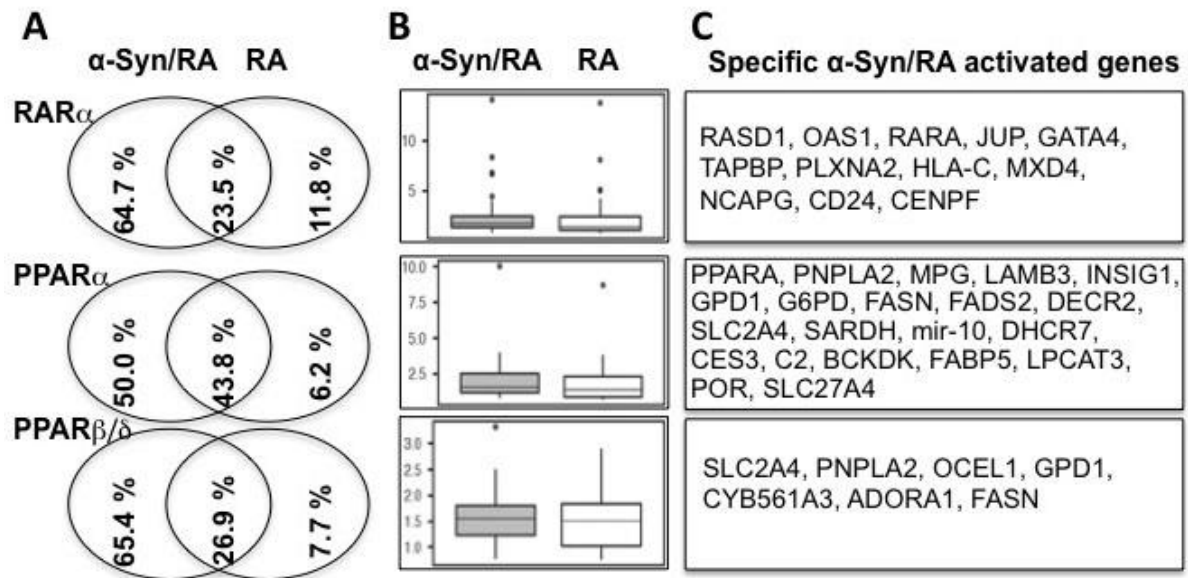 A
B
C
α-Syn/RA RA
α-Syn/RA RA
Specific α-Syn/RA activated genes
RARα
64.7 %
23.5 %
11.8 %
10
5
RASD1, OAS1, RARA, JUP, GATA4,
TAPBP, PLXNA2, HLA-C, MXD4,
NCAPG, CD24, CENPF
PPARα
50.0 %
43.8 %
6.2 %
10.0
7.5
5.0
2.5
PPARA, PNPLA2, MPG, LAMB3, INSIG1,
GPD1, G6PD, FASN, FADS2, DECR2,
SLC2A4, SARDH, mir-10, DHCR7,
CES3, C2, BCKDK, FABP5, LPCAT3,
POR, SLC27A4
PPARβ/δ
65.4 %
26.9 %
7.7 %
3.0
2.5
2.0
1.5
1.0
SLC2A4, PNPLA2, OCEL1, GPD1,
CYB561A3, ADORA1, FASN